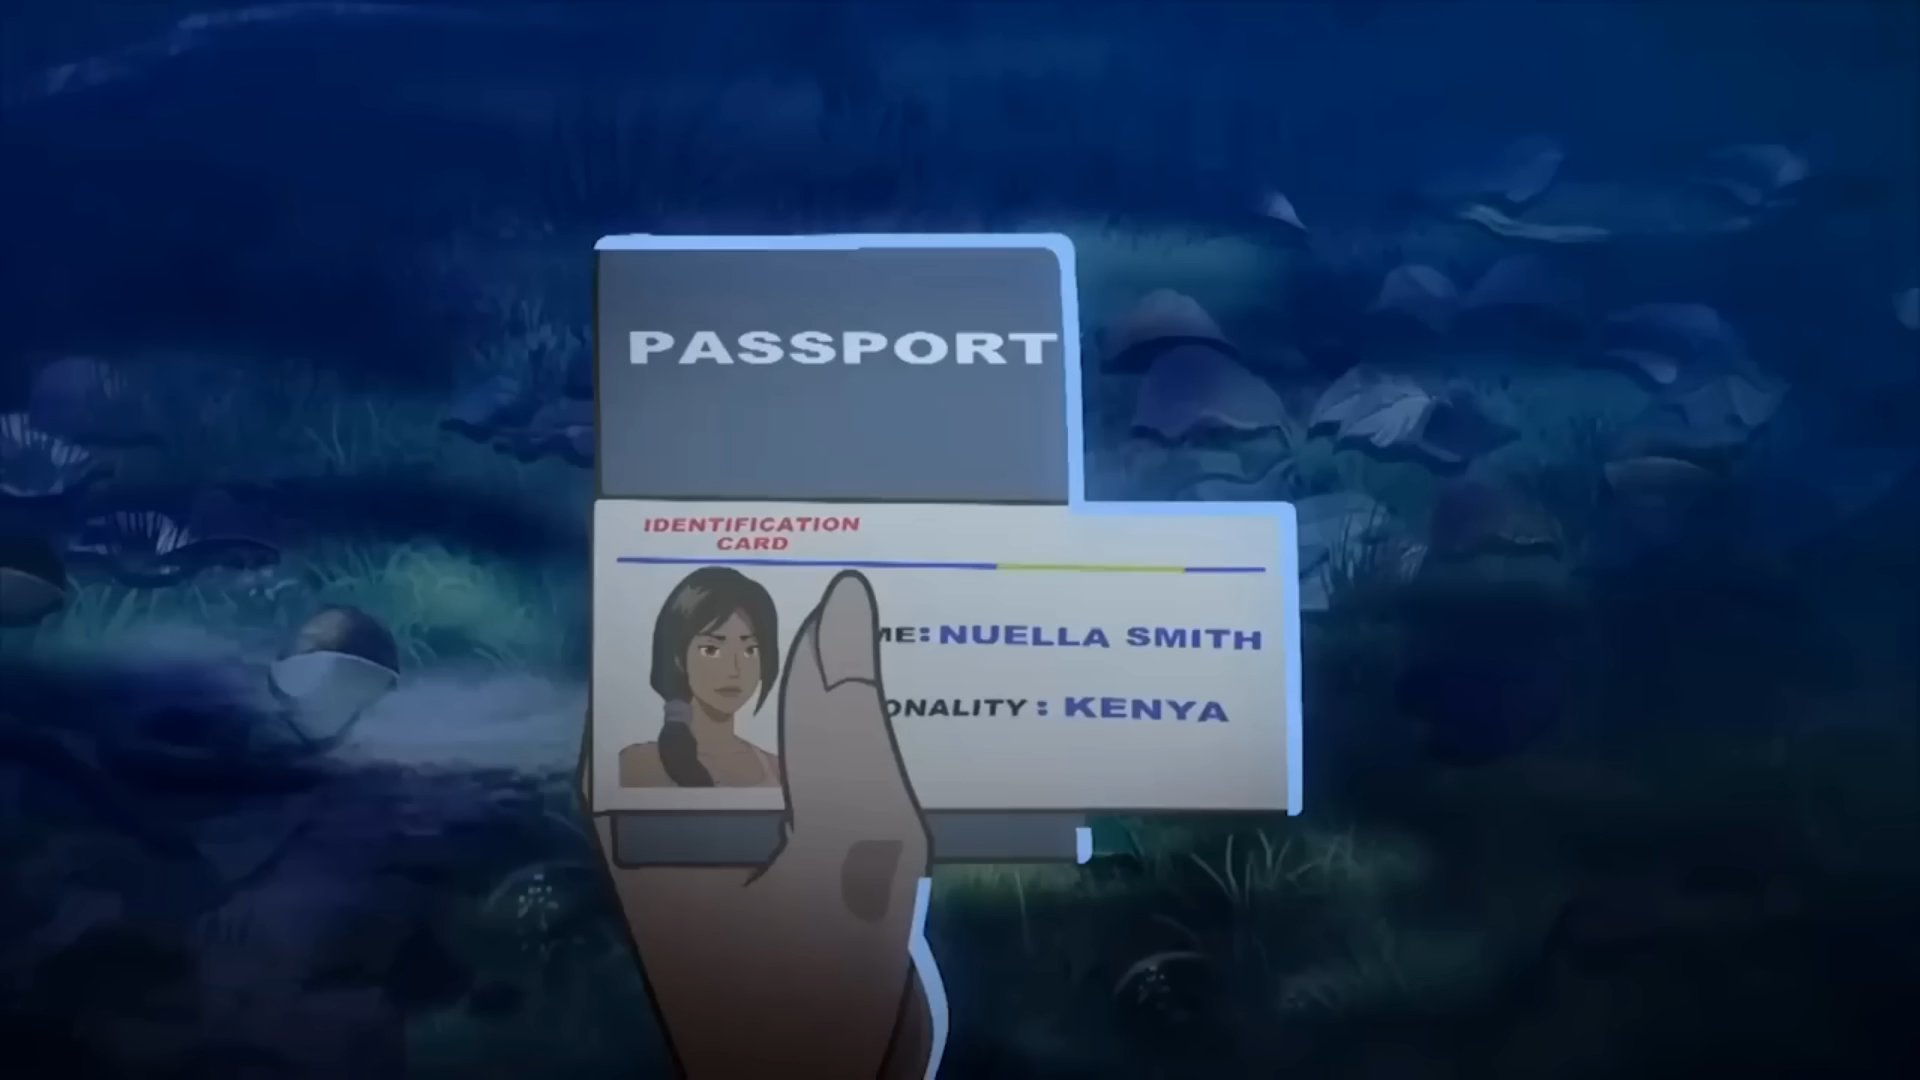 PASSPORT
IDENTIFICATION
CARD
ME: NUELLA SMITH
ONALITY : KENYA